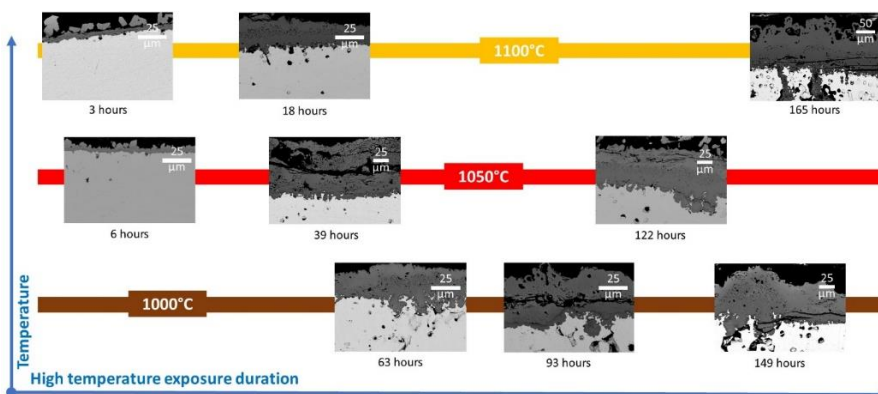 25
μm
25
μm
1100°C
50
μm
3 hours
18 hours
165 hours
25
μm
25
μm
1050°C
25
μm
6 hours
39 hours
122 hours
1000°C
25
μm
25
μm
25
μm
63 hours
93 hours
149 hours
Temperature
High temperature exposure duration